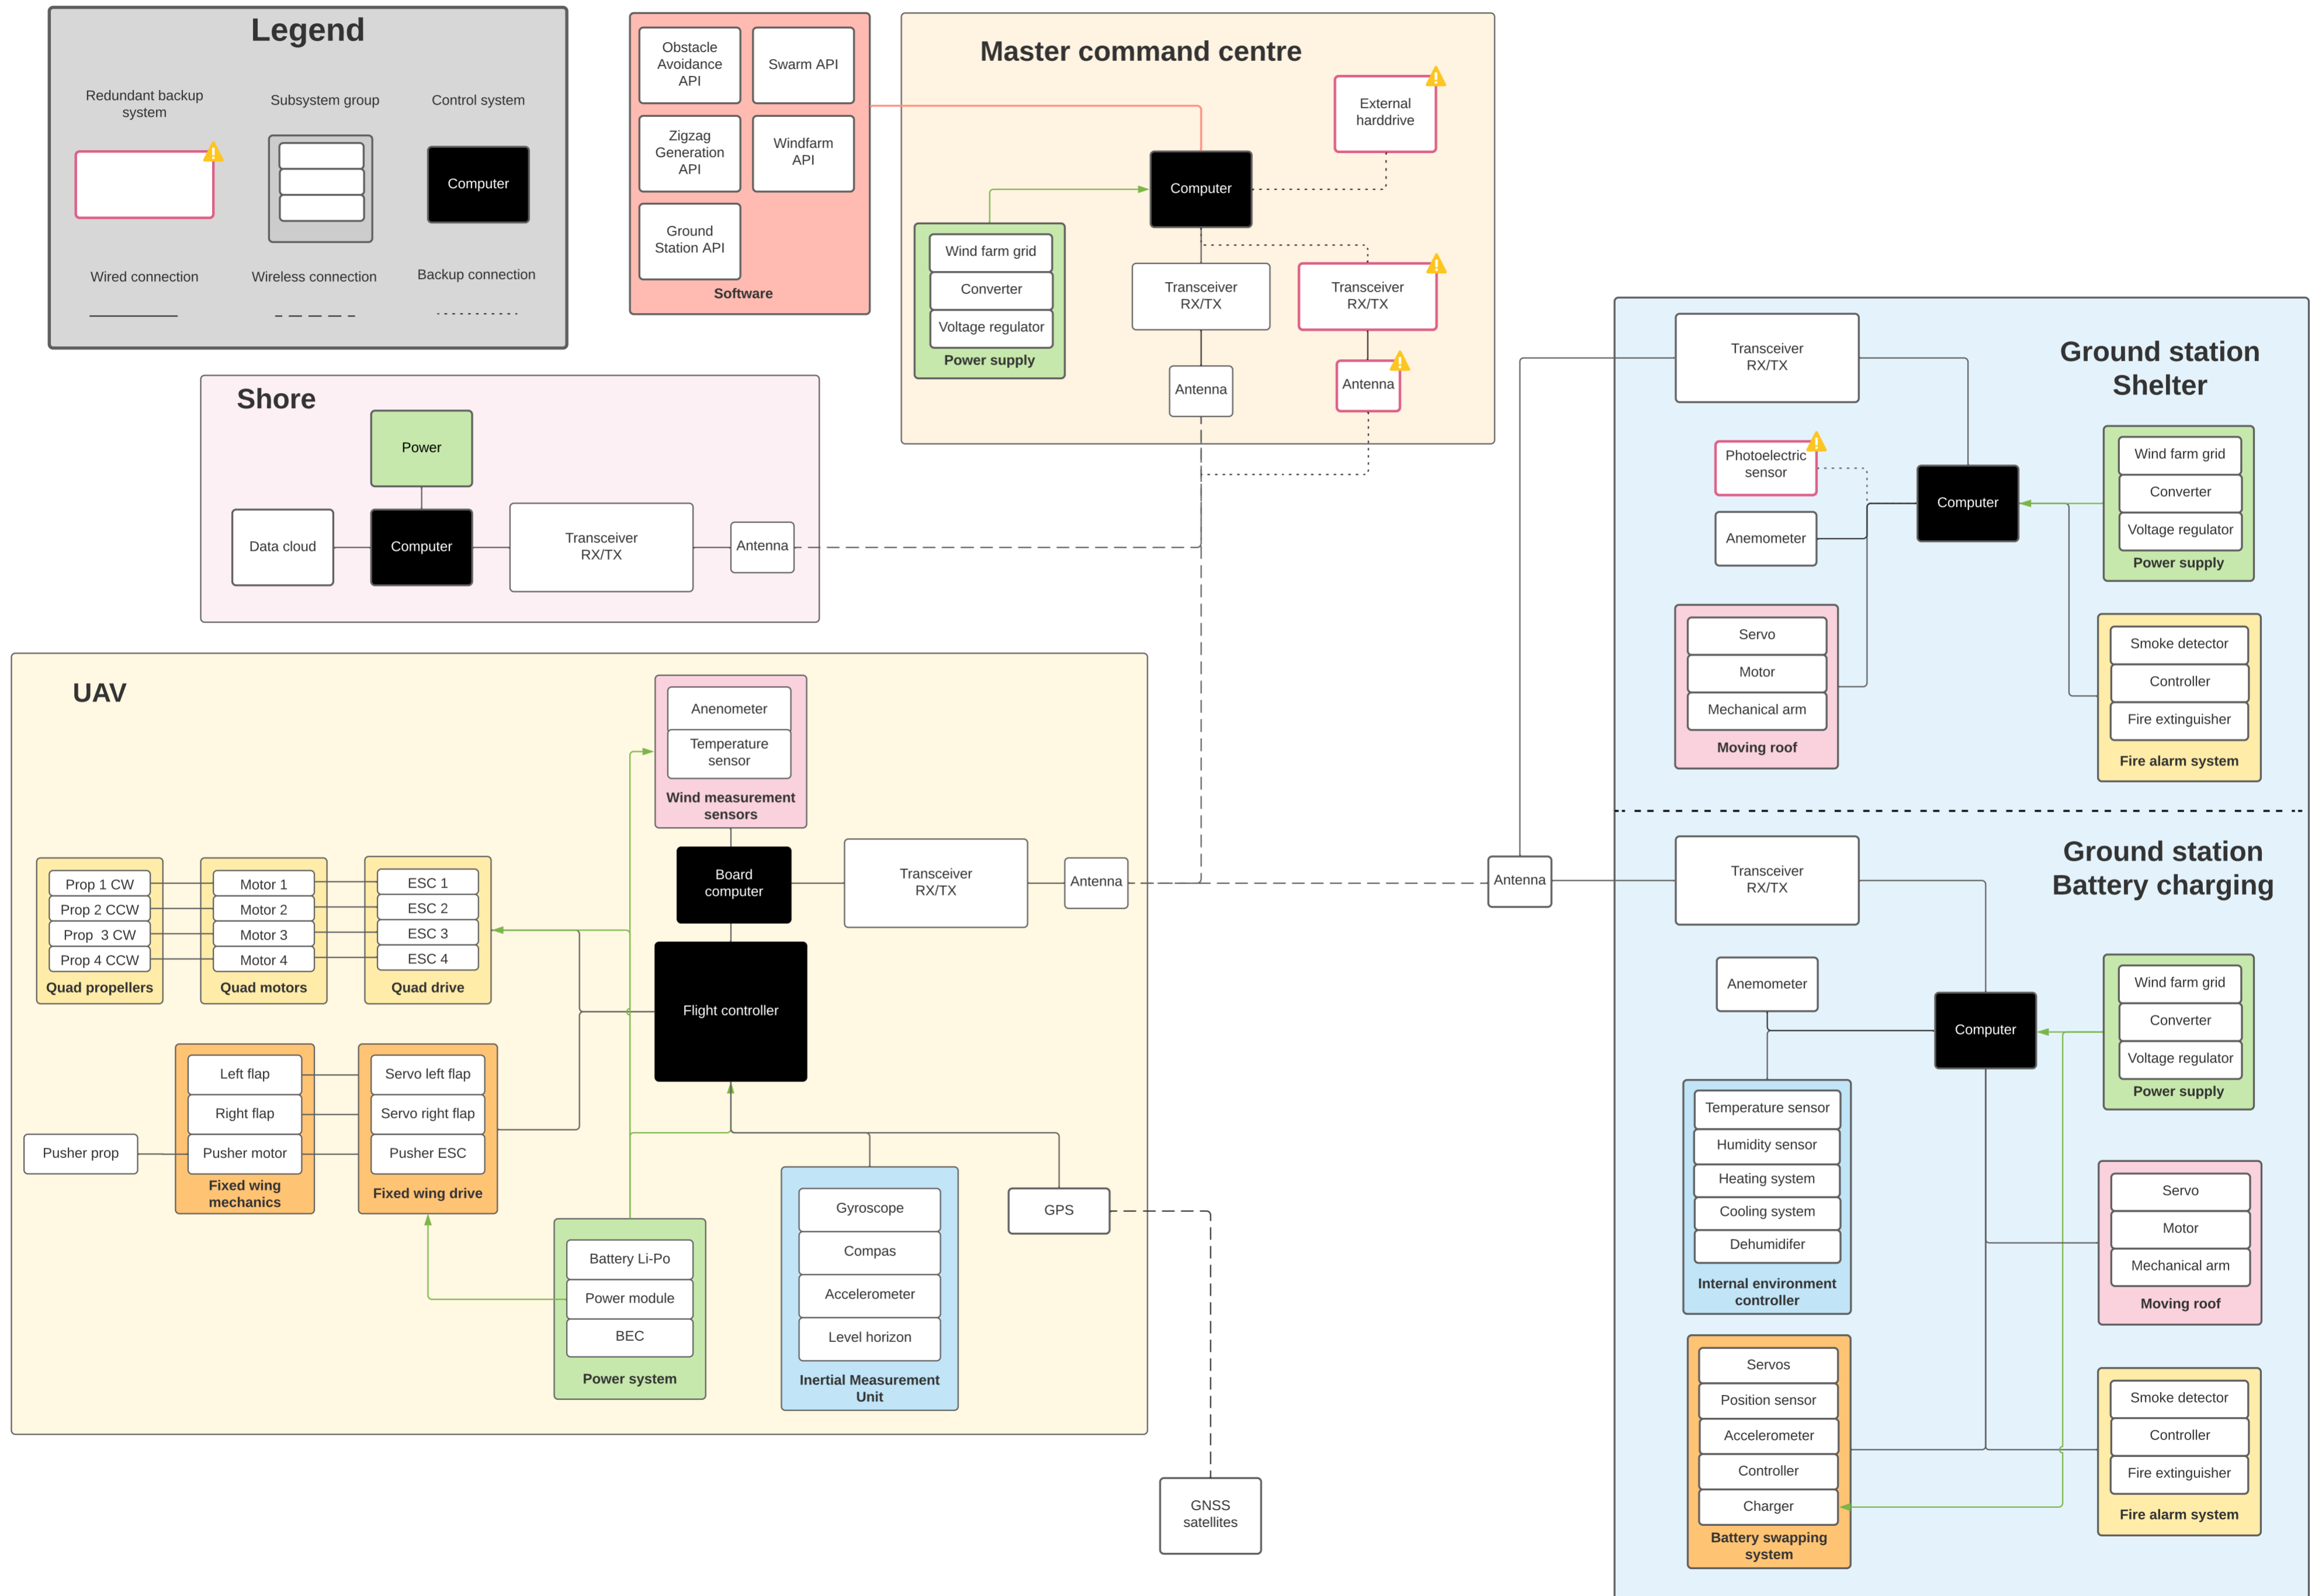 Legend
Redundant backup
system
Subsystem group
Control system
Computer
Wired connection
Wireless connection
Backup connection
Obstacle
Avoidance
API
Swarm API
Zigzag
Generation
API
Windfarm
API
Ground
Station API
Software
Master command centre
External
harddrive
Computer
Wind farm grid
Converter
Voltage regulator
Power supply
Transceiver
RX/TX
Transceiver
RX/TX
Antenna
Antenna
Shore
Power
Data cloud
Computer
Transceiver
RX/TX
Antenna
UAV
Anenometer
Temperature
sensor
Wind measurement
sensors
Board
computer
Transceiver
RX/TX
Antenna
Flight controller
Prop 1 CW
Prop 2 CCW
Prop  3 CW
Prop 4 CCW
Quad propellers
Motor 1
Motor 2
Motor 3
Motor 4
Quad motors
ESC 1
ESC 2
ESC 3
ESC 4
Quad drive
Pusher prop
Left flap
Right flap
Pusher motor
Fixed wing
mechanics
Servo left flap
Servo right flap
Pusher ESC
Fixed wing drive
Battery Li-Po
Power module
BEC
Power system
Gyroscope
Compas
Accelerometer
Level horizon
Inertial Measurement
Unit
GPS
GNSS
satellites
Antenna
Ground station
Shelter
Transceiver
RX/TX
Photoelectric
sensor
Anemometer
Computer
Wind farm grid
Converter
Voltage regulator
Power supply
Servo
Motor
Mechanical arm
Moving roof
Smoke detector
Controller
Fire extinguisher
Fire alarm system
Ground station
Battery charging
Transceiver
RX/TX
Anemometer
Computer
Wind farm grid
Converter
Voltage regulator
Power supply
Temperature sensor
Humidity sensor
Heating system
Cooling system
Dehumidifer
Internal environment
controller
Servo
Motor
Mechanical arm
Moving roof
Servos
Position sensor
Accelerometer
Controller
Charger
Battery swapping
system
Smoke detector
Controller
Fire extinguisher
Fire alarm system